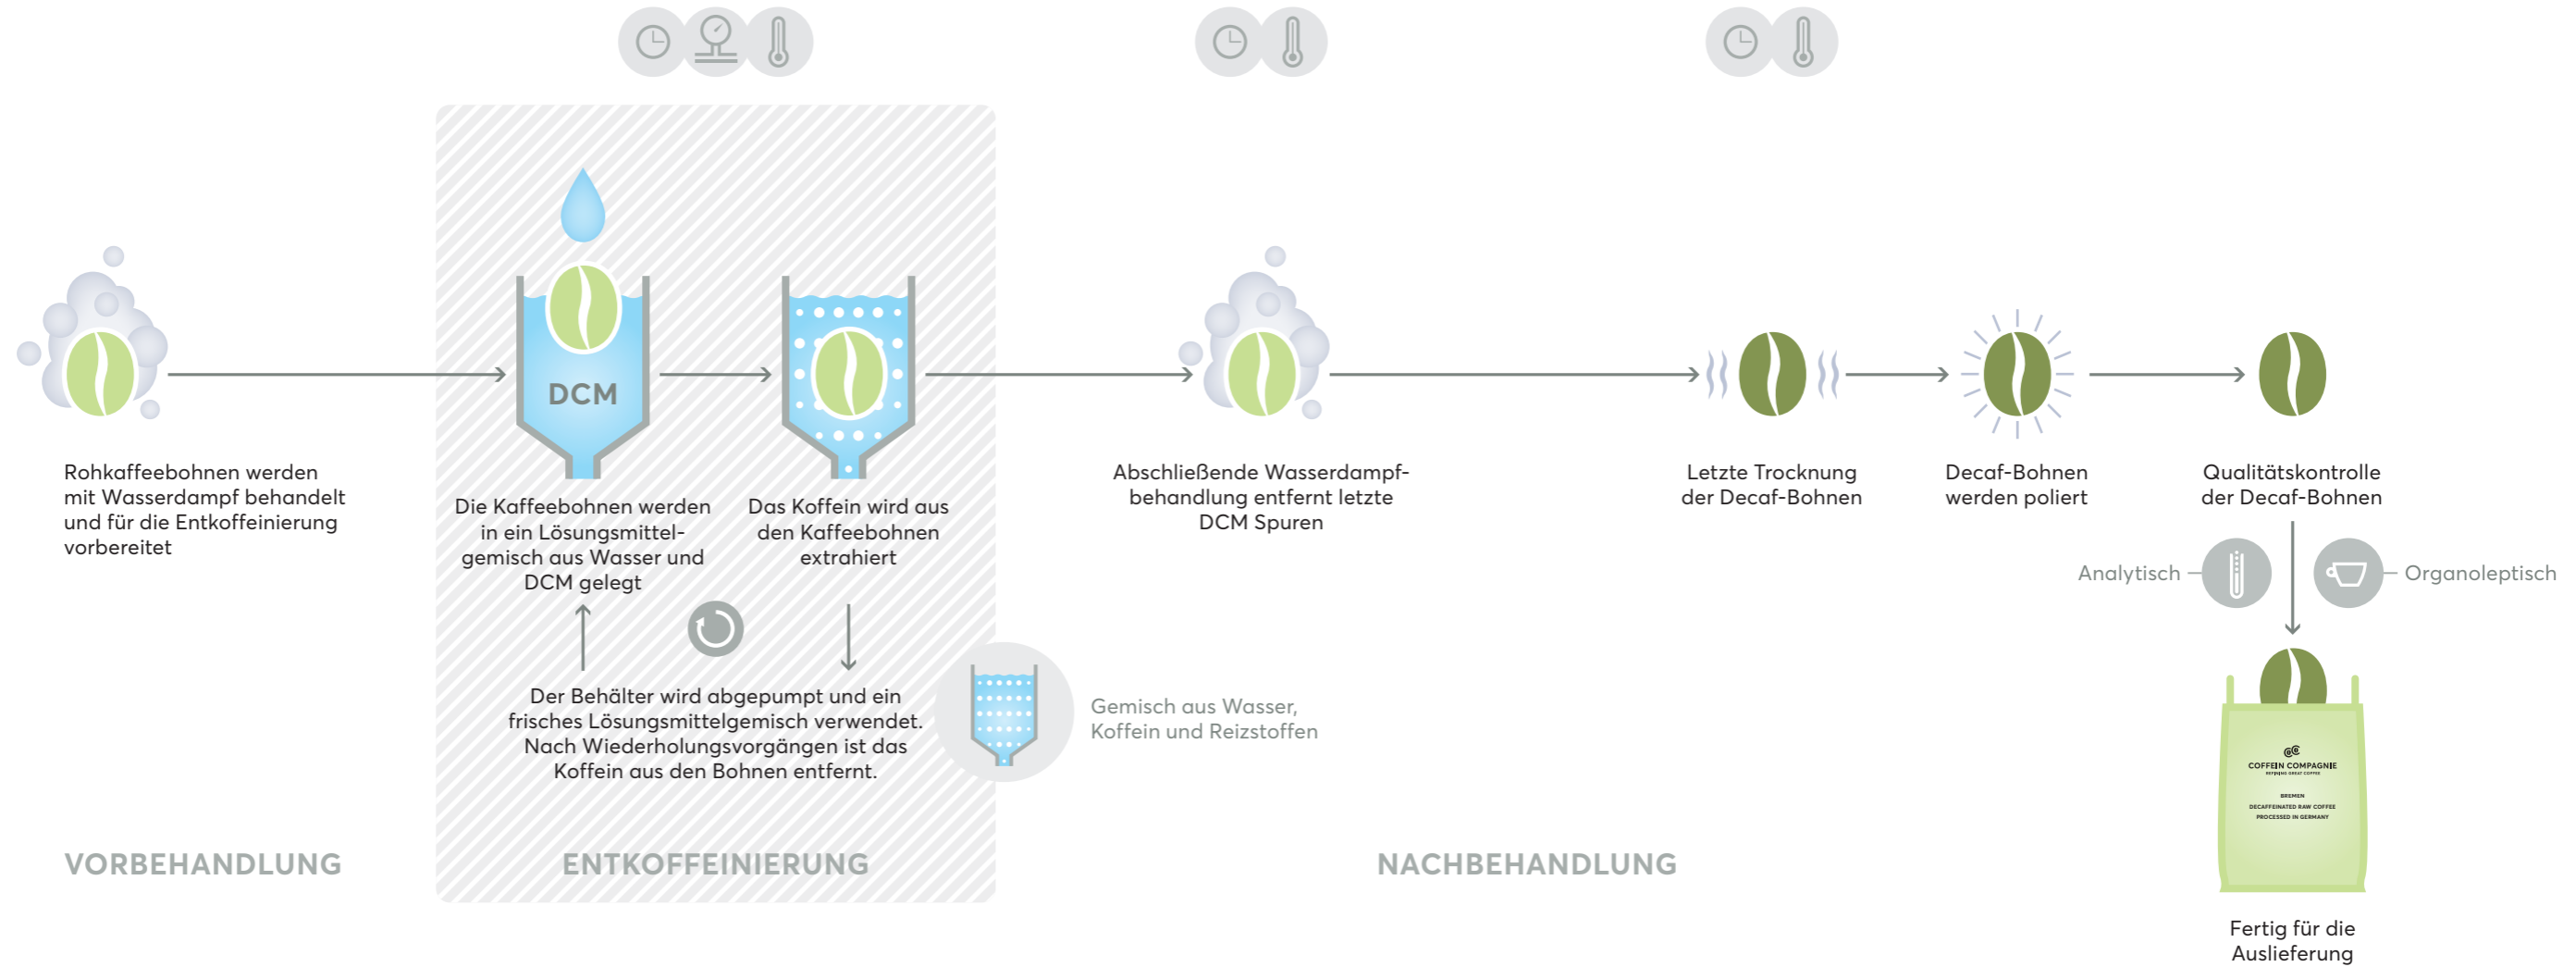 DCM
Rohkaffeebohnen werden
mit Wasserdampf behandelt
und für die Entkoffeinierung
vorbereitet
Die Kaffeebohnen werden
in ein Lösungsmittel-
gemisch aus Wasser und
DCM gelegt
Das Koffein wird aus
den Kaffeebohnen
extrahiert
Der Behälter wird abgepumpt und ein
frisches Lösungsmittelgemisch verwendet.
Nach Wiederholungsvorgängen ist das
Koffein aus den Bohnen entfernt.
Gemisch aus Wasser,
Koffein und Reizstoffen
Abschließende Wasserdampf-
behandlung entfernt letzte
DCM Spuren
Letzte Trocknung
der Decaf-Bohnen
Decaf-Bohnen
werden poliert
Qualitätskontrolle
der Decaf-Bohnen
Analytisch
Organoleptisch
COFFEIN COMPAGNIE
REFINING GREAT COFFEE
BREMEN
DECAFFEINATED RAW COFFEE
PROCESSED IN GERMANY
Fertig für die
Auslieferung
VORBEHANDLUNG
ENTKOFFEINIERUNG
NACHBEHANDLUNG